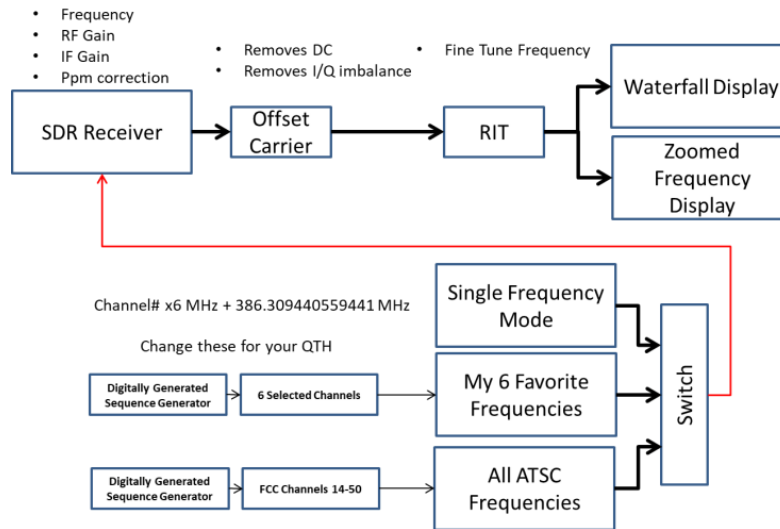 • Frequency
• RF Gain
• IF Gain
• Ppm correction
• Removes DC
• Removes I/Q imbalance
• Fine Tune Frequency
SDR Receiver
Offset
Carrier
RIT
Waterfall Display
Zoomed
Frequency
Display
Channel# x6 MHz + 386.309440559441 MHz
Single Frequency
Mode
Change these for your QTH
Digitally Generated
Sequence Generator
6 Selected Channels
My 6 Favorite
Frequencies
Switch
Digitally Generated
Sequence Generator
FCC Channels 14-50
All ATSC
Frequencies